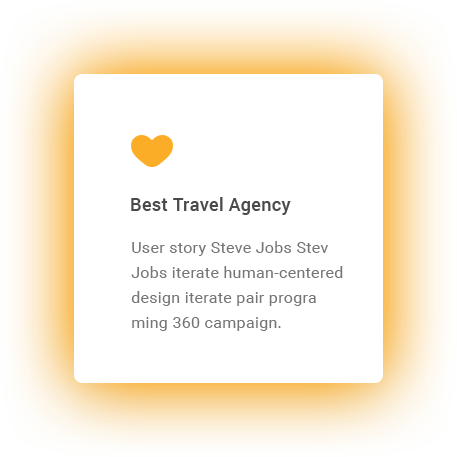 Best Travel Agency
User story Steve Jobs Stev
Jobs iterate human-centered
design iterate pair progra
ming 360 campaign.